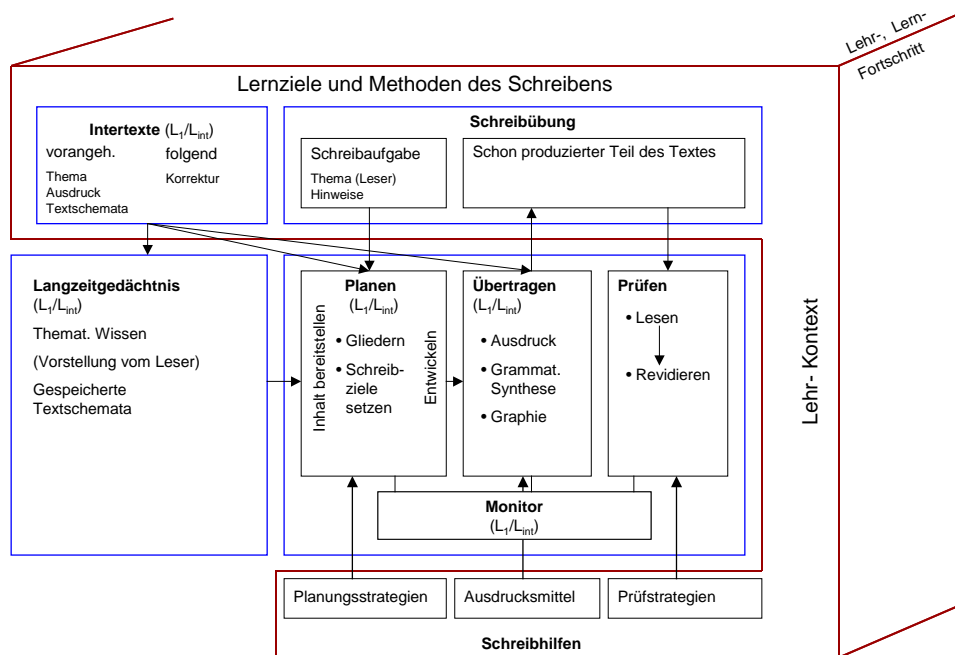 Lehr-, Lern-
Fortschritt
Lernziele und Methoden des Schreibens
Intertexte (L1/Lint)
vorangeh.
folgend
Thema
Ausdruck
Textschemata
Korrektur
Schreibübung
Schreibaufgabe
Thema (Leser)
Hinweise
Schon produzierter Teil des Textes
Langzeitgedächtnis
(L1/Lint)
Themat. Wissen
(Vorstellung vom Leser)
Gespeicherte
Textschemata
Planen
(L1/Lint)
Inhalt bereitstellen
• Gliedern
• Schreib-
ziele
setzen
Entwickeln
Übertragen
(L1/Lint)
• Ausdruck
• Grammat.
Synthese
• Graphie
Prüfen
• Lesen
• Revidieren
Monitor
(L1/Lint)
Lehr- Kontext
Planungsstrategien
Ausdrucksmittel
Prüfstrategien
Schreibhilfen